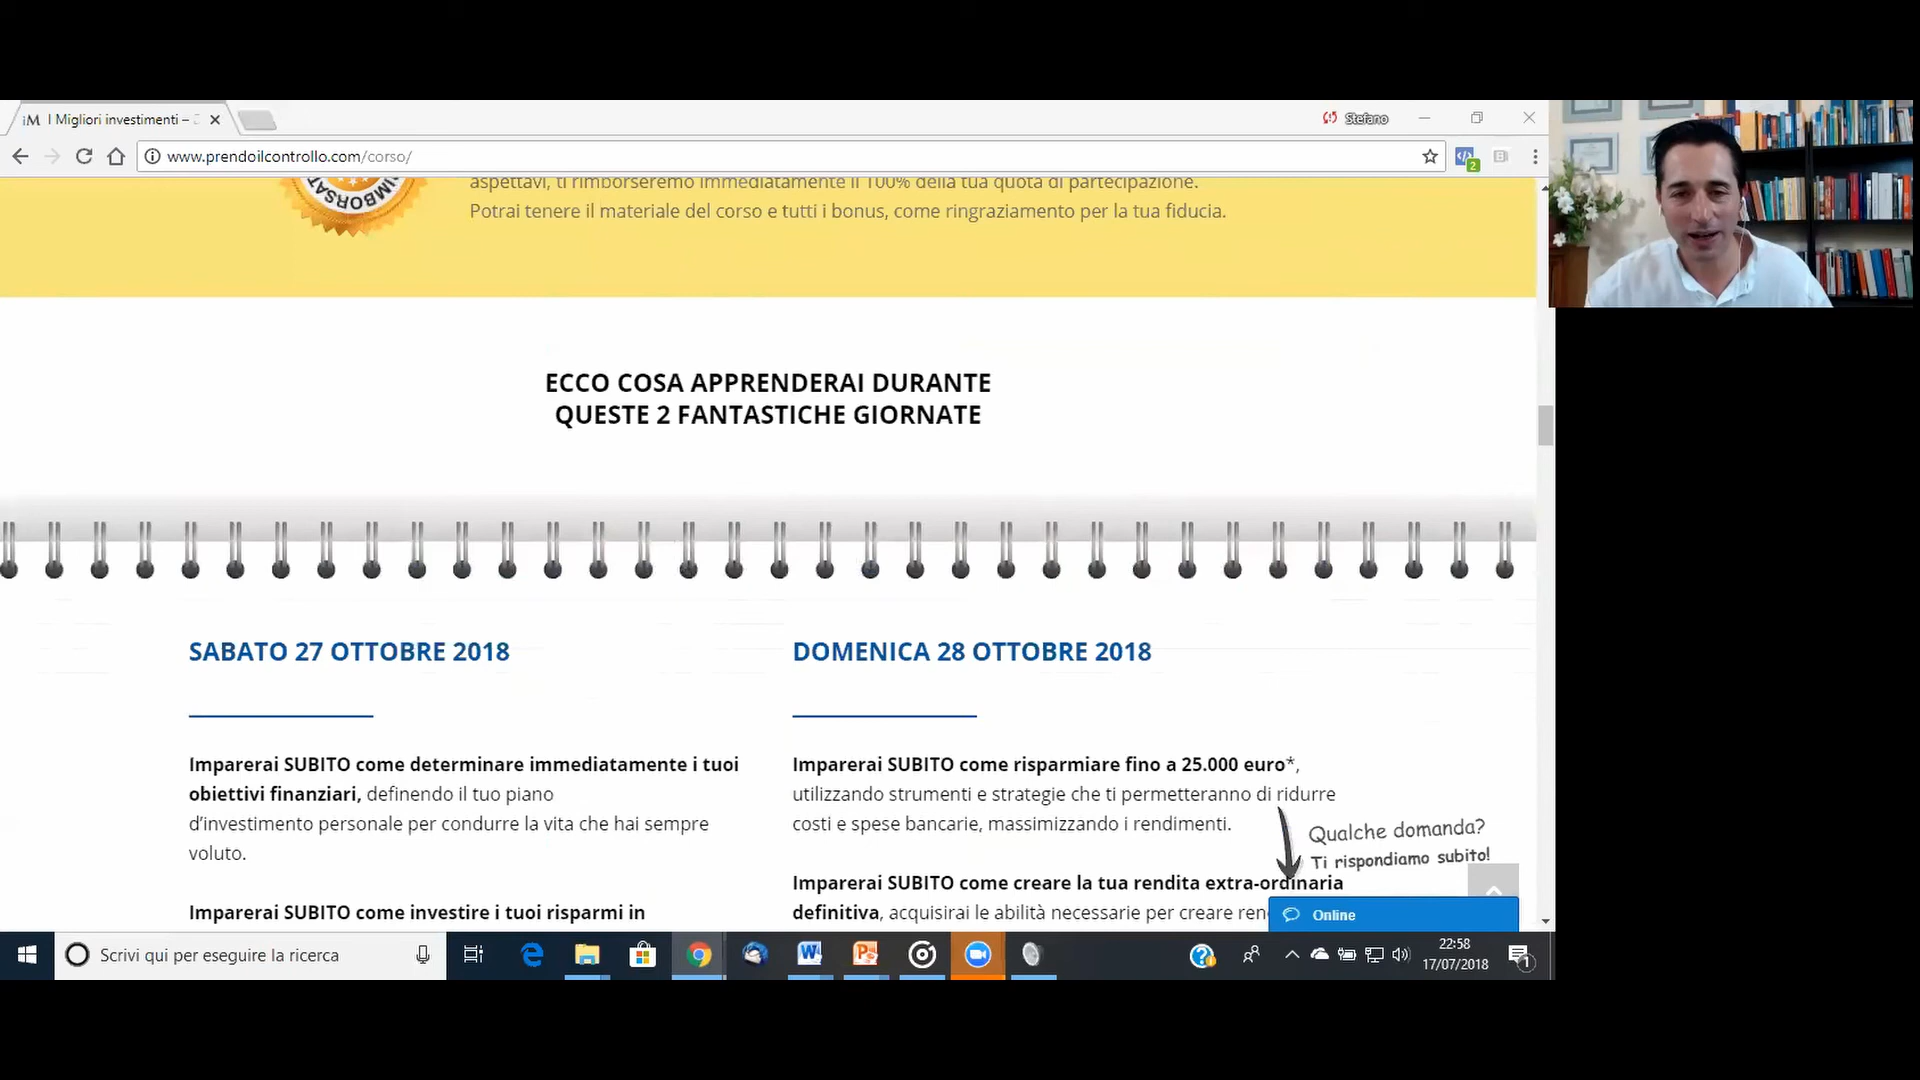 I Migliori investimenti –
Stefano
www.prendoilcontrollo.com/corso/
2
aspettavi, ti rimborseremo immediatamente il 100% della tua quota di partecipazione.
Potrai tenere il materiale del corso e tutti i bonus, come ringraziamento per la tua fiducia.
ECCO COSA APPRENDERAI DURANTE
QUESTE 2 FANTASTICHE GIORNATE
SABATO 27 OTTOBRE 2018
Imparerai SUBITO come determinare immediatamente i tuoi
obiettivi finanziari, definendo il tuo piano
d’investimento personale per condurre la vita che hai sempre
voluto.
Imparerai SUBITO come investire i tuoi risparmi in
DOMENICA 28 OTTOBRE 2018
Imparerai SUBITO come risparmiare fino a 25.000 euro*,
utilizzando strumenti e strategie che ti permetteranno di ridurre
costi e spese bancarie, massimizzando i rendimenti.
Imparerai SUBITO come creare la tua rendita extra-ordinaria
definitiva, acquisirai le abilità necessarie per creare
Qualche domanda?
Ti rispondiamo subito!
Online
Scrivi qui per eseguire la ricerca
22:58
17/07/2018
1